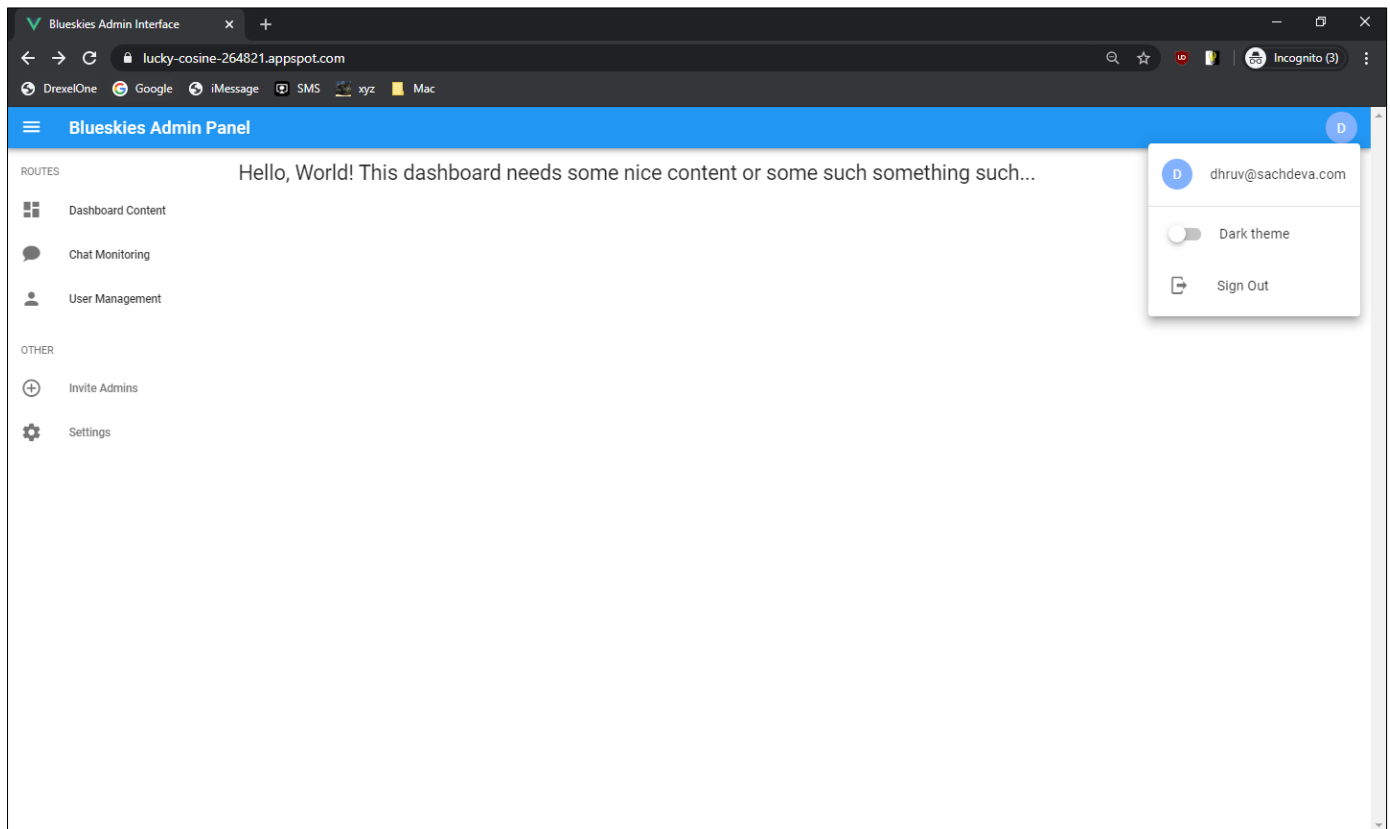 Blueskies Admin Interface
lucky-cosine-264821.appspot.com
Incognito (3)
DrexelOne Google iMessage SMS xyz Mac
Blueskies Admin Panel
D
ROUTES
Hello, World! This dashboard needs some nice content or some such something such...
Dashboard Content
Chat Monitoring
User Management
OTHER
Invite Admins
Settings
D dhruv@sachdeva.com
Dark theme
Sign Out